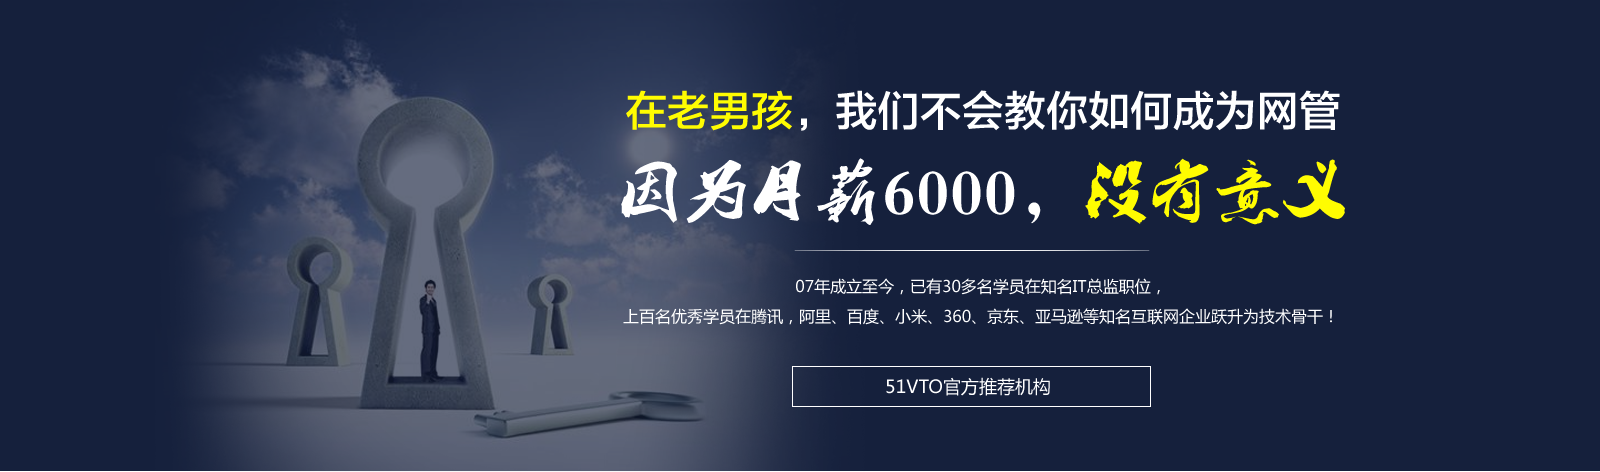 在老男孩，我们不会教你如何成为网管
因为月薪6000，没有意义
07年成立至今，已有30多名学员在知名IT总监职位，
上百名优秀学员在腾讯，阿里、百度、小米、360、京东、亚马逊等知名互联网企业跃升为技术骨干！
51VTO官方推荐机构